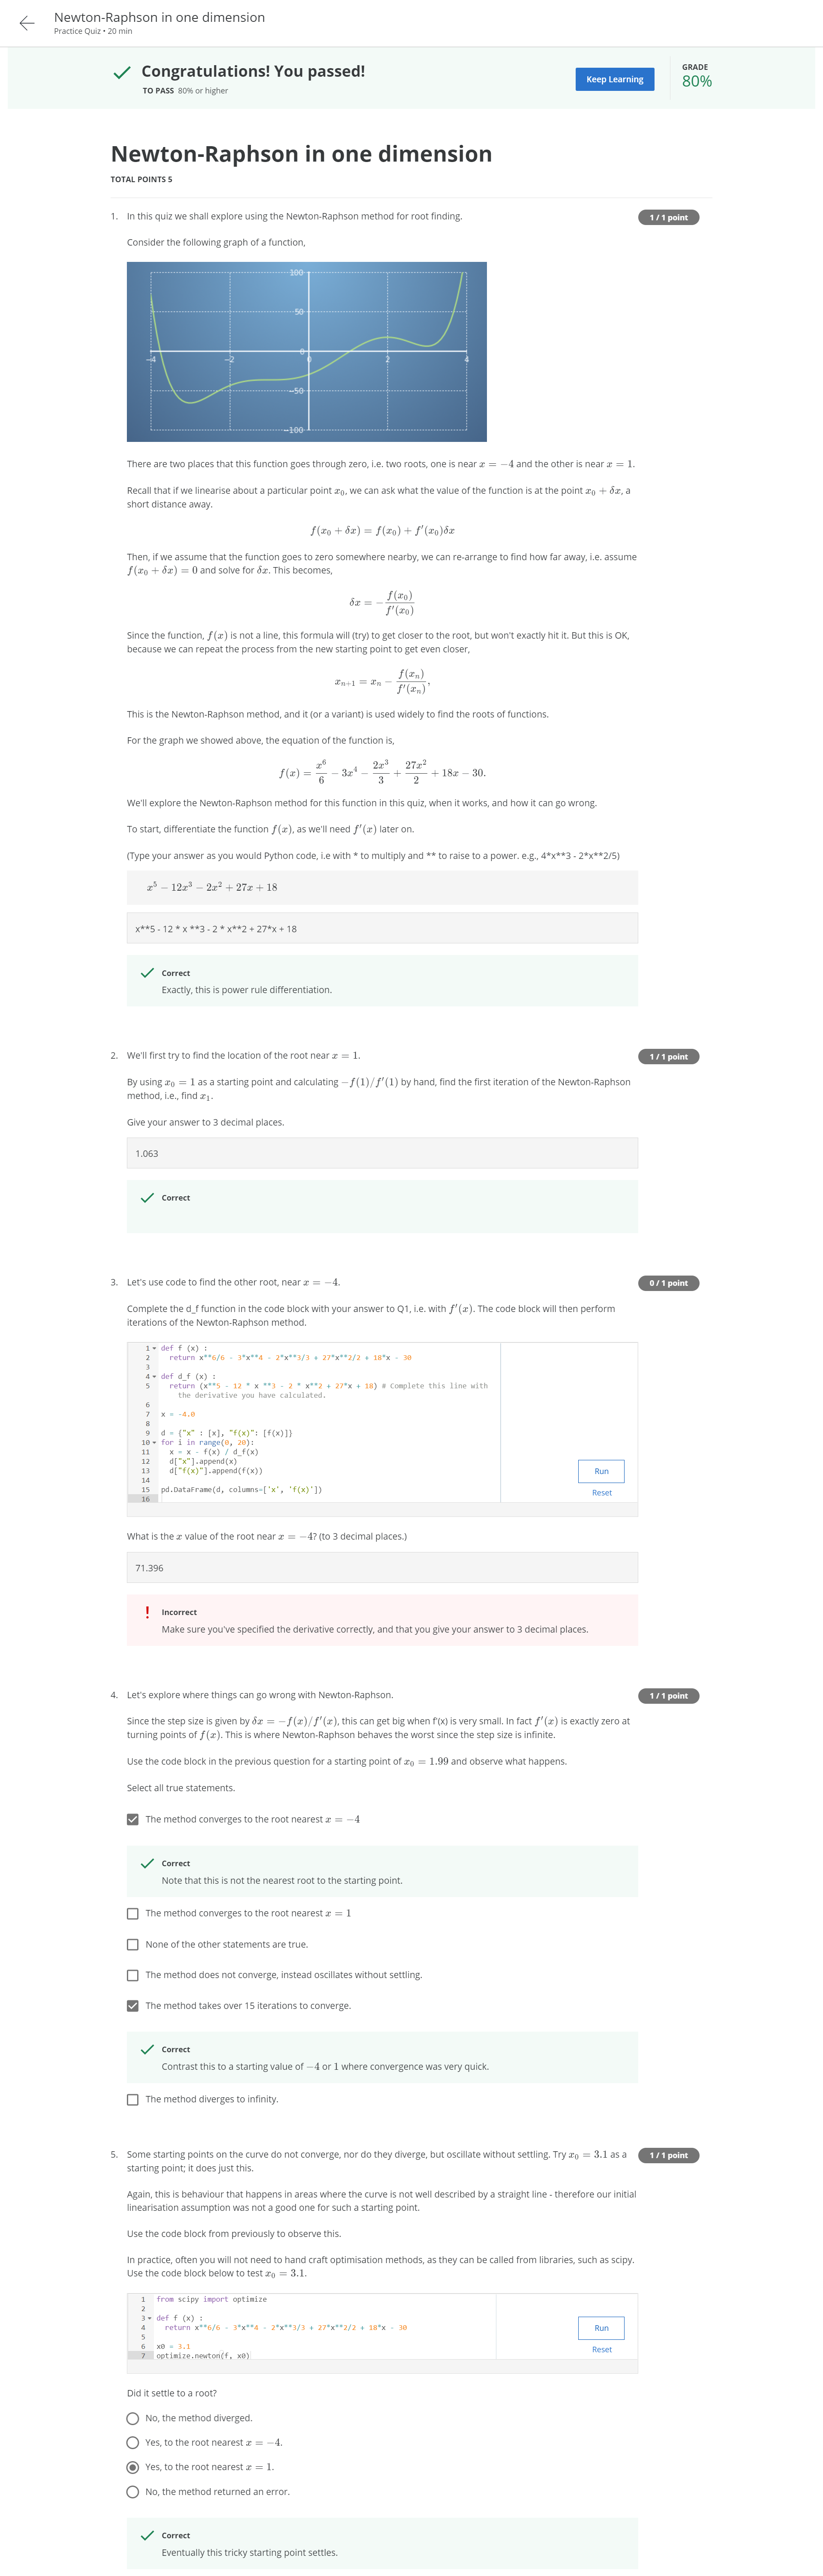 Newton-Raphson in one dimension
Practice Quiz • 20 min
Congratulations! You passed!
TO PASS 80% or higher
Keep Learning
GRADE
80%
Newton-Raphson in one dimension
TOTAL POINTS 5
1. In this quiz we shall explore using the Newton-Raphson method for root finding.
1 / 1 point
Consider the following graph of a function,
100
50
0
−4 −2 0 2 4
−50
−100
There are two places that this function goes through zero, i.e. two roots, one is near x = −4 and the other is near x = 1.
Recall that if we linearise about a particular point x₀, we can ask what the value of the function is at the point x₀ + δx, a
short distance away.
f(x₀ + δx) = f(x₀) + f′(x₀)δx
Then, if we assume that the function goes to zero somewhere nearby, we can re-arrange to find how far away, i.e. assume
f(x₀ + δx) = 0 and solve for δx. This becomes,
δx = − f(x₀) / f′(x₀)
Since the function, f(x) is not a line, this formula will (try) to get closer to the root, but won't exactly hit it. But this is OK,
because we can repeat the process from the new starting point to get even closer,
xₙ₊₁ = xₙ − f(xₙ) / f′(xₙ),
This is the Newton-Raphson method, and it (or a variant) is used widely to find the roots of functions.
For the graph we showed above, the equation of the function is,
f(x) = x⁶/6 − 3x⁴ − 2x³/3 + 27x²/2 + 18x − 30.
We'll explore the Newton-Raphson method for this function in this quiz, when it works, and how it can go wrong.
To start, differentiate the function f(x), as we'll need f′(x) later on.
(Type your answer as you would Python code, i.e with * to multiply and ** to raise to a power. e.g., 4*x**3 - 2*x**2/5)
x⁵ − 12x³ − 2x² + 27x + 18
x**5 - 12 * x **3 - 2 * x**2 + 27*x + 18
Correct
Exactly, this is power rule differentiation.
2. We'll first try to find the location of the root near x = 1.
1 / 1 point
By using x₀ = 1 as a starting point and calculating −f(1)/f′(1) by hand, find the first iteration of the Newton-Raphson
method, i.e., find x₁.
Give your answer to 3 decimal places.
1.063
Correct
3. Let's use code to find the other root, near x = −4.
0 / 1 point
Complete the d_f function in the code block with your answer to Q1, i.e. with f′(x). The code block will then perform
iterations of the Newton-Raphson method.
1 def f (x) :
2 return x**6/6 - 3*x**4 - 2*x**3/3 + 27*x**2/2 + 18*x - 30
3
4 def d_f (x) :
5 return (x**5 - 12 * x **3 - 2 * x**2 + 27*x + 18) # Complete this line with
the derivative you have calculated.
6
7 x = -4.0
8
9 d = {"x" : [x], "f(x)": [f(x)]}
10 for i in range(0, 20):
11 x = x - f(x) / d_f(x)
12 d["x"].append(x)
13 d["f(x)"].append(f(x))
14
15 pd.DataFrame(d, columns=['x', 'f(x)'])
16
Run
Reset
What is the x value of the root near x = −4? (to 3 decimal places.)
71.396
Incorrect
Make sure you've specified the derivative correctly, and that you give your answer to 3 decimal places.
4. Let's explore where things can go wrong with Newton-Raphson.
1 / 1 point
Since the step size is given by δx = −f(x)/f′(x), this can get big when f'(x) is very small. In fact f′(x) is exactly zero at
turning points of f(x). This is where Newton-Raphson behaves the worst since the step size is infinite.
Use the code block in the previous question for a starting point of x₀ = 1.99 and observe what happens.
Select all true statements.
The method converges to the root nearest x = −4
Correct
Note that this is not the nearest root to the starting point.
The method converges to the root nearest x = 1
None of the other statements are true.
The method does not converge, instead oscillates without settling.
The method takes over 15 iterations to converge.
Correct
Contrast this to a starting value of −4 or 1 where convergence was very quick.
The method diverges to infinity.
5. Some starting points on the curve do not converge, nor do they diverge, but oscillate without settling. Try x₀ = 3.1 as a
starting point; it does just this.
1 / 1 point
Again, this is behaviour that happens in areas where the curve is not well described by a straight line - therefore our initial
linearisation assumption was not a good one for such a starting point.
Use the code block from previously to observe this.
In practice, often you will not need to hand craft optimisation methods, as they can be called from libraries, such as scipy.
Use the code block below to test x₀ = 3.1.
1 from scipy import optimize
2
3 def f (x) :
4 return x**6/6 - 3*x**4 - 2*x**3/3 + 27*x**2/2 + 18*x - 30
5
6 x0 = 3.1
7 optimize.newton(f, x0)
Run
Reset
Did it settle to a root?
No, the method diverged.
Yes, to the root nearest x = −4.
Yes, to the root nearest x = 1.
No, the method returned an error.
Correct
Eventually this tricky starting point settles.